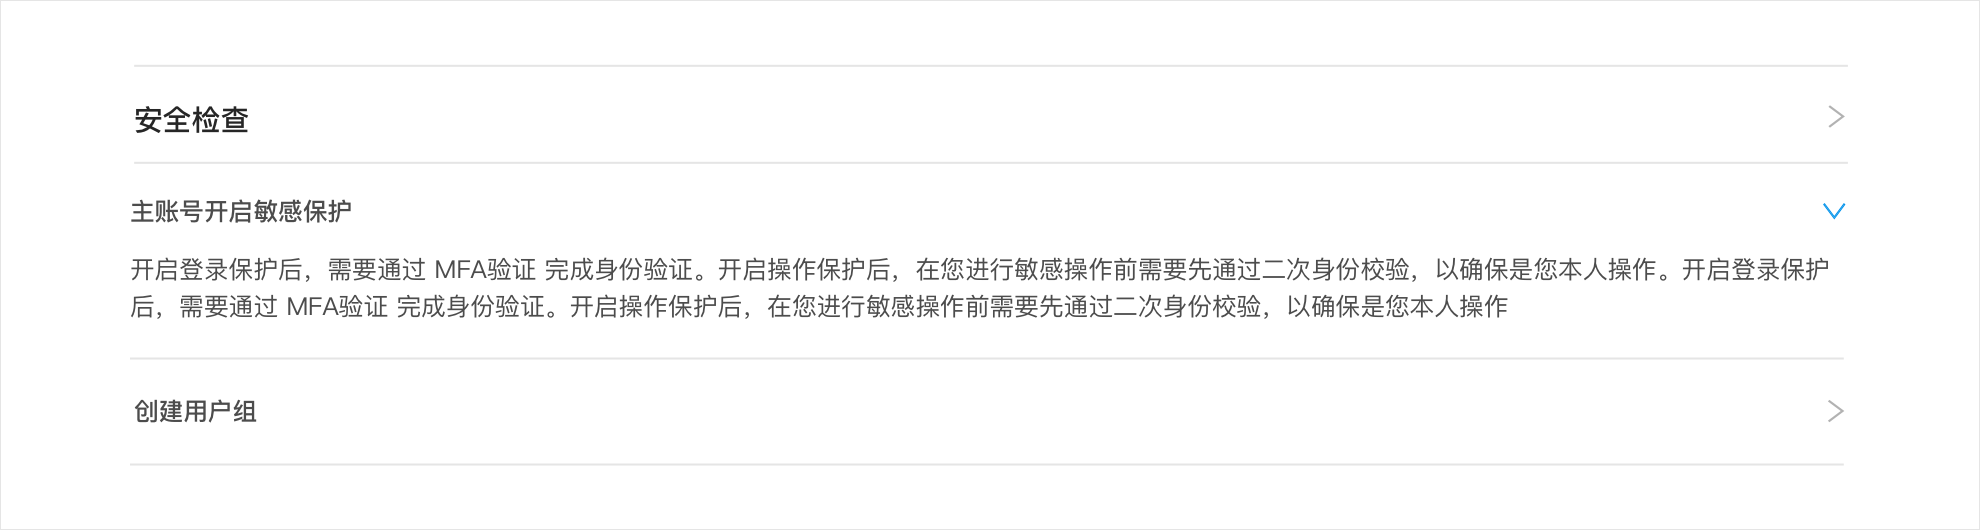 安全检查
主账号开启敏感保护
开启登录保护后，需要通过 MFA验证 完成身份验证。开启操作保护后，在您进行敏感操作前需要先通过二次身份校验，以确保是您本人操作。开启登录保护
后，需要通过 MFA验证 完成身份验证。开启操作保护后，在您进行敏感操作前需要先通过二次身份校验，以确保是您本人操作
创建用户组